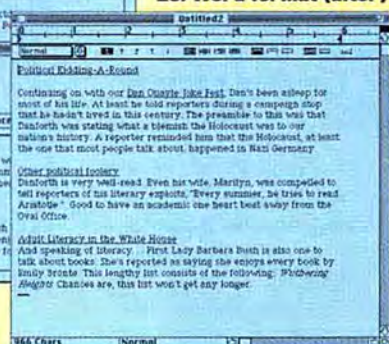 Untitled2
Normal
Political Kidding-A-Round
Continuing on with our Dan Quayle Joke Fest, Dan's been asleep for
most of his life. At least he told reporters during a campaign stop
that he hadn't lived in this century. The preamble to this was that
Danforth was stating what a blemish the Holocaust was to our
nation's history. A reporter reminded him that the Holocaust, at least
the one that most people talk about, happened in Nazi Germany.
Other political foolery
Danforth is very well-read. Even his wife, Marilyn, was compelled to
tell reporters of his literary exploits, "Every summer, he tries to read
Aristotle". Good to have an academic one heart beat away from the
Oval Office.
Adult Literacy in the White House
And speaking of literacy... First Lady Barbara Bush is also one to
talk about books. She's reported as saying she enjoys every book by
Emily Bronte. This lengthy list consists of the following: Wuthering
Heights Chances are, this list won't get any longer.
966 Chars Normal